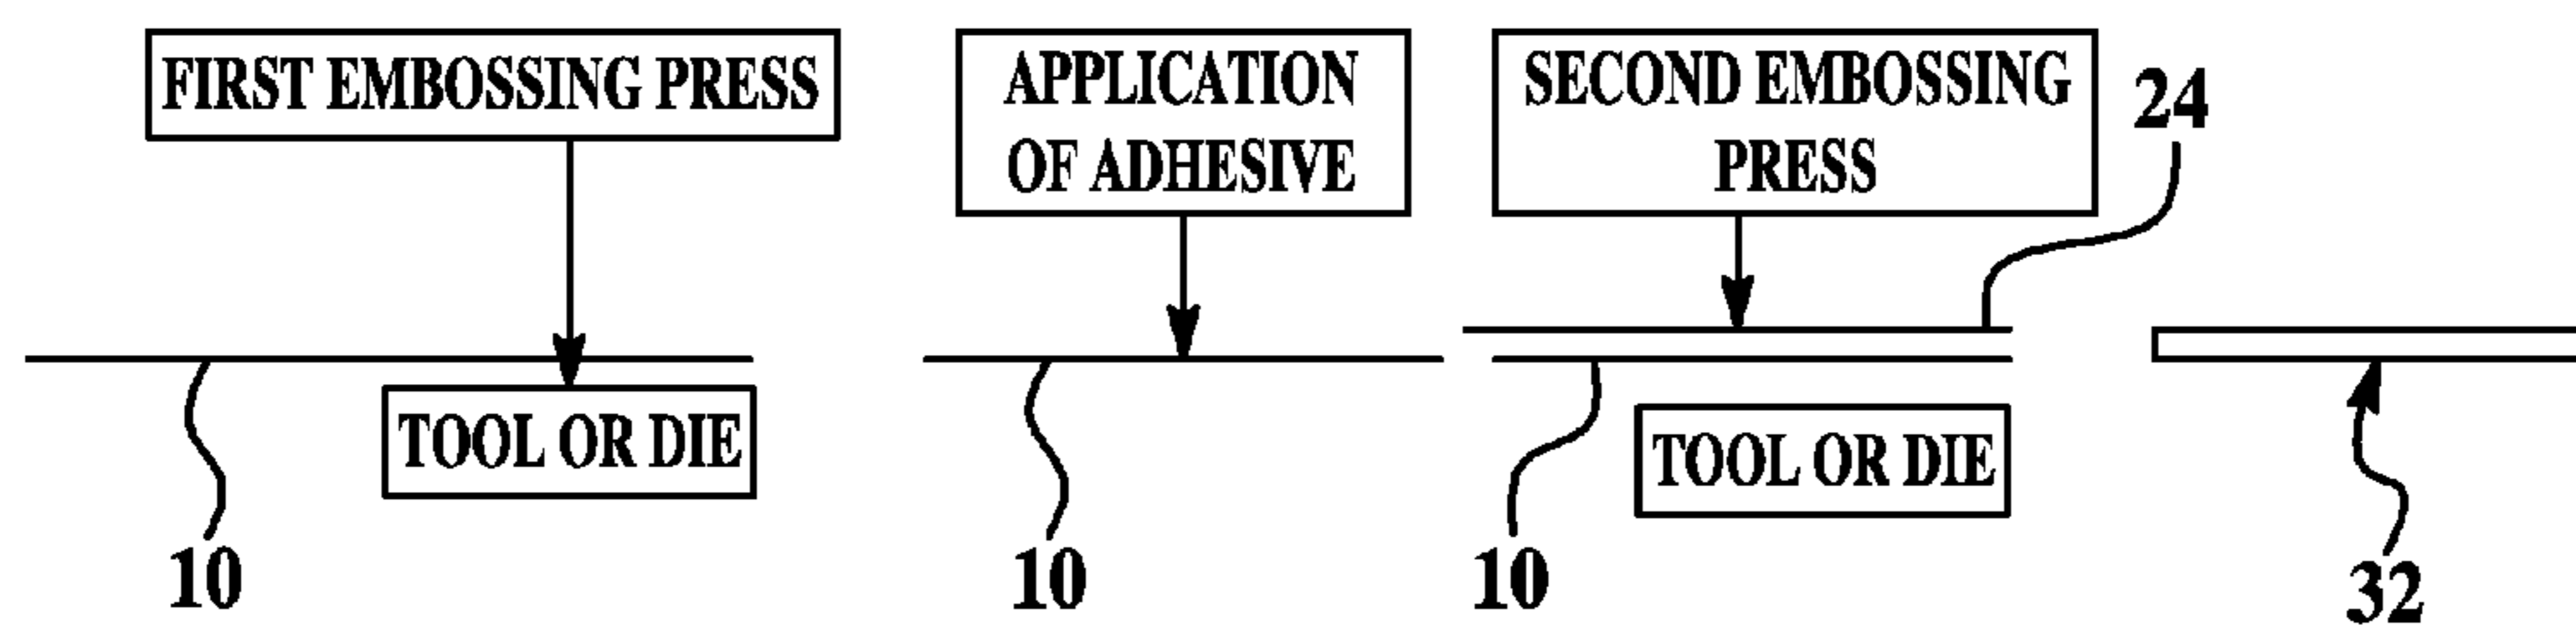 FIRST EMBOSSING PRESS
APPLICATION
OF ADHESIVE
SECOND EMBOSSING
PRESS
24
TOOL OR DIE
TOOL OR DIE
10
10
10
32